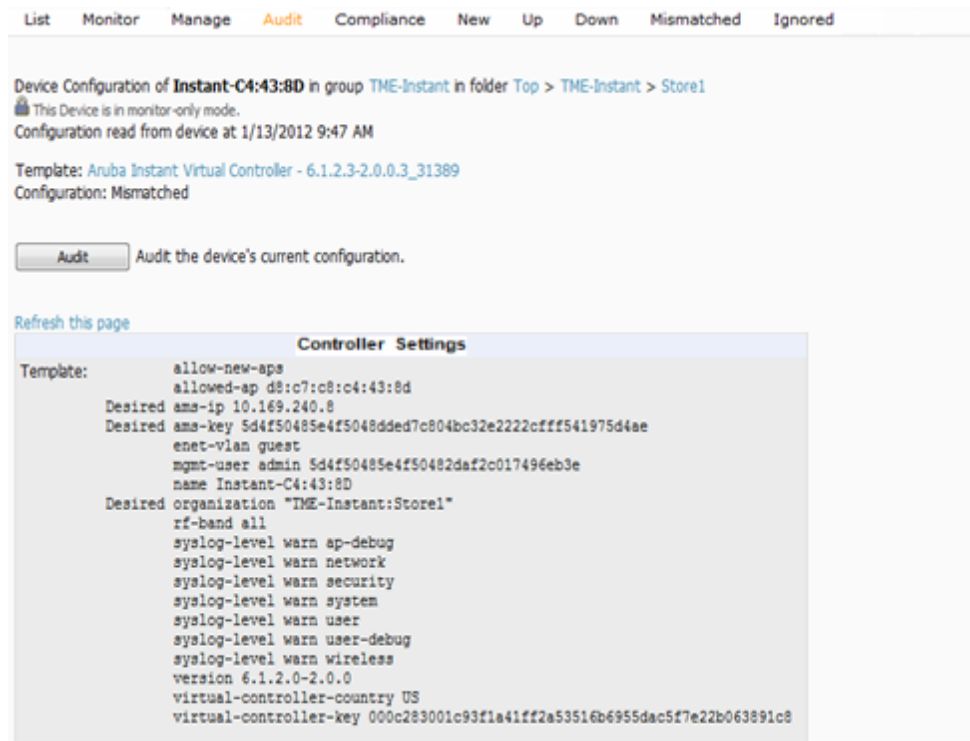 List Monitor Manage Audit Compliance New Up Down Mismatched Ignored
Device Configuration of Instant-C4:43:8D in group TME-Instant in folder Top > TME-Instant > Store1
This Device is in monitor-only mode.
Configuration read from device at 1/13/2012 9:47 AM
Template: Aruba Instant Virtual Controller - 6.1.2.3-2.0.0.3_31389
Configuration: Mismatched
Audit Audit the device's current configuration.
Refresh this page
Controller Settings
Template: allow-new-aps
allowed-ap d8:c7:c8:c4:43:8d
Desired ams-ip 10.169.240.8
Desired ams-key 5d4f50485e4f5048dded7c804bc32e2222cfff541975d4ae
enet-vlan guest
mgmt-user admin 5d4f50485e4f50482daf2c017496eb3e
name Instant-C4:43:8D
Desired organization "TME-Instant:Store1"
rf-band all
syslog-level warn ap-debug
syslog-level warn network
syslog-level warn security
syslog-level warn system
syslog-level warn user
syslog-level warn user-debug
syslog-level warn wireless
version 6.1.2.0-2.0.0
virtual-controller-country US
virtual-controller-key 000c283001c93f1a41ff2a53516b6955dac5f7e22b063891c8